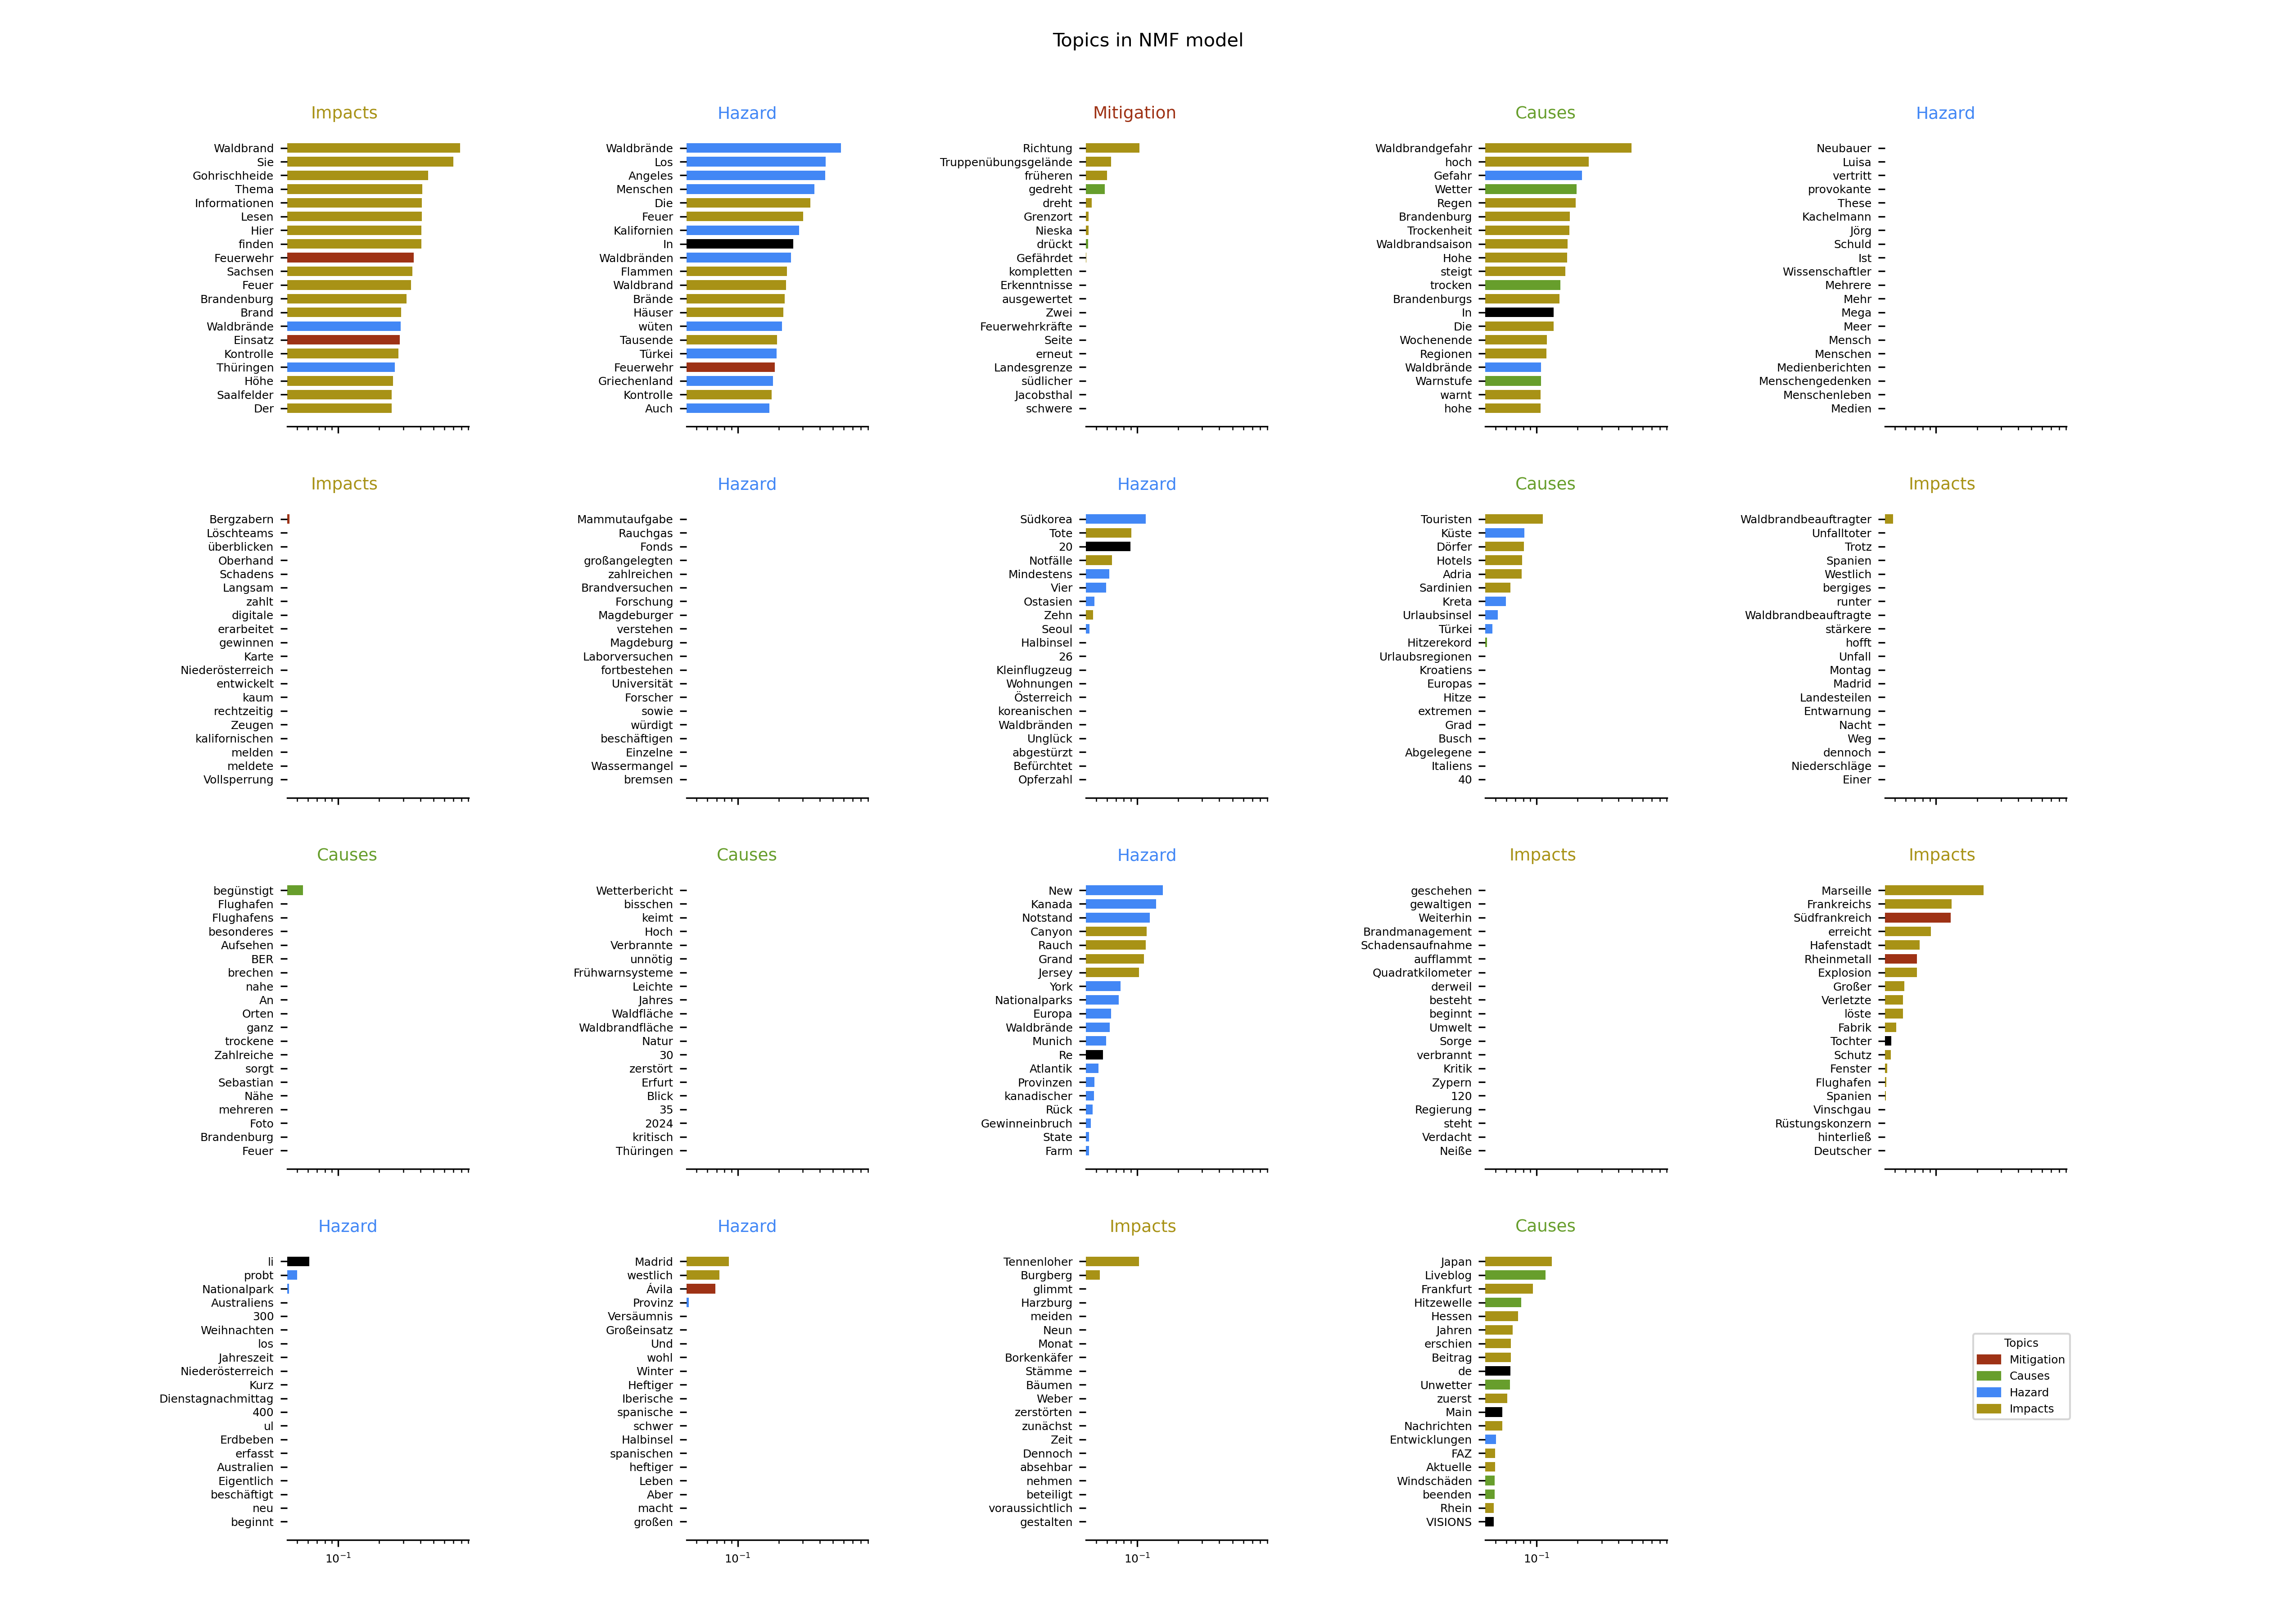 Topics in NMF model
Impacts
Waldbrand
Sie
Gohrischheide
Thema
Informationen
Lesen
Hier
finden
Feuerwehr
Sachsen
Feuer
Brandenburg
Brand
Waldbrände
Einsatz
Kontrolle
Thüringen
Höhe
Saalfelder
Der
Hazard
Waldbrände
Los
Angeles
Menschen
Die
Feuer
Kalifornien
In
Waldbränden
Flammen
Waldbrand
Brände
Häuser
wüten
Tausende
Türkei
Feuerwehr
Griechenland
Kontrolle
Auch
Mitigation
Richtung
Truppenübungsgelände
früheren
gedreht
dreht
Grenzort
Nieska
drückt
Gefährdet
kompletten
Erkenntnisse
ausgewertet
Zwei
Feuerwehrkräfte
Seite
erneut
Landesgrenze
südlicher
Jacobsthal
schwere
Causes
Waldbrandgefahr
hoch
Gefahr
Wetter
Regen
Brandenburg
Trockenheit
Waldbrandsaison
Hohe
steigt
trocken
Brandenburgs
In
Die
Wochenende
Regionen
Waldbrände
Warnstufe
warnt
hohe
Hazard
Neubauer
Luisa
vertritt
provokante
These
Kachelmann
Jörg
Schuld
Ist
Wissenschaftler
Mehrere
Mehr
Mega
Meer
Mensch
Menschen
Medienberichten
Menschengedenken
Menschenleben
Medien
Impacts
Bergzabern
Löschteams
überblicken
Oberhand
Schadens
Langsam
zahlt
digitale
erarbeitet
gewinnen
Karte
Niederösterreich
entwickelt
kaum
rechtzeitig
Zeugen
kalifornischen
melden
meldete
Vollsperrung
Hazard
Mammutaufgabe
Rauchgas
Fonds
großangelegten
zahlreichen
Brandversuchen
Forschung
Magdeburger
verstehen
Magdeburg
Laborversuchen
fortbestehen
Universität
Forscher
sowie
würdigt
beschäftigen
Einzelne
Wassermangel
bremsen
Hazard
Südkorea
Tote
20
Notfälle
Mindestens
Vier
Ostasien
Zehn
Seoul
Halbinsel
26
Kleinflugzeug
Wohnungen
Österreich
koreanischen
Waldbränden
Unglück
abgestürzt
Befürchtet
Opferzahl
Causes
Touristen
Küste
Dörfer
Hotels
Adria
Sardinien
Kreta
Urlaubsinsel
Türkei
Hitzerekord
Urlaubsregionen
Kroatiens
Europas
Hitze
extremen
Grad
Busch
Abgelegene
Italiens
40
Impacts
Waldbrandbeauftragter
Unfalltoter
Trotz
Spanien
Westlich
bergiges
runter
Waldbrandbeauftragte
stärkere
hofft
Unfall
Montag
Madrid
Landesteilen
Entwarnung
Nacht
Weg
dennoch
Niederschläge
Einer
Causes
begünstigt
Flughafen
Flughafens
besonderes
Aufsehen
BER
brechen
nahe
An
Orten
ganz
trockene
Zahlreiche
sorgt
Sebastian
Nähe
mehreren
Foto
Brandenburg
Feuer
Causes
Wetterbericht
bisschen
keimt
Hoch
Verbrannte
unnötig
Frühwarnsysteme
Leichte
Jahres
Waldfläche
Waldbrandfläche
Natur
30
zerstört
Erfurt
Blick
35
2024
kritisch
Thüringen
Hazard
New
Kanada
Notstand
Canyon
Rauch
Grand
Jersey
York
Nationalparks
Europa
Waldbrände
Munich
Re
Atlantik
Provinzen
kanadischer
Rück
Gewinneinbruch
State
Farm
Impacts
geschehen
gewaltigen
Weiterhin
Brandmanagement
Schadensaufnahme
aufflammt
Quadratkilometer
derweil
besteht
beginnt
Umwelt
Sorge
verbrannt
Kritik
Zypern
120
Regierung
steht
Verdacht
Neiße
Impacts
Marseille
Frankreichs
Südfrankreich
erreicht
Hafenstadt
Rheinmetall
Explosion
Großer
Verletzte
löste
Fabrik
Tochter
Schutz
Fenster
Flughafen
Spanien
Vinschgau
Rüstungskonzern
hinterließ
Deutscher
Hazard
li
probt
Nationalpark
Australiens
300
Weihnachten
los
Jahreszeit
Niederösterreich
Kurz
Dienstagnachmittag
400
ul
Erdbeben
erfasst
Australien
Eigentlich
beschäftigt
neu
beginnt
10⁻¹
Hazard
Madrid
westlich
Ávila
Provinz
Versäumnis
Großeinsatz
Und
wohl
Winter
Heftiger
Iberische
spanische
schwer
Halbinsel
spanischen
heftiger
Leben
Aber
macht
großen
10⁻¹
Impacts
Tennenloher
Burgberg
glimmt
Harzburg
meiden
Neun
Monat
Borkenkäfer
Stämme
Bäumen
Weber
zerstörten
zunächst
Zeit
Dennoch
absehbar
nehmen
beteiligt
voraussichtlich
gestalten
10⁻¹
Causes
Japan
Liveblog
Frankfurt
Hitzewelle
Hessen
Jahren
erschien
Beitrag
de
Unwetter
zuerst
Main
Nachrichten
Entwicklungen
FAZ
Aktuelle
Windschäden
beenden
Rhein
VISIONS
10⁻¹
Topics
Mitigation
Causes
Hazard
Impacts